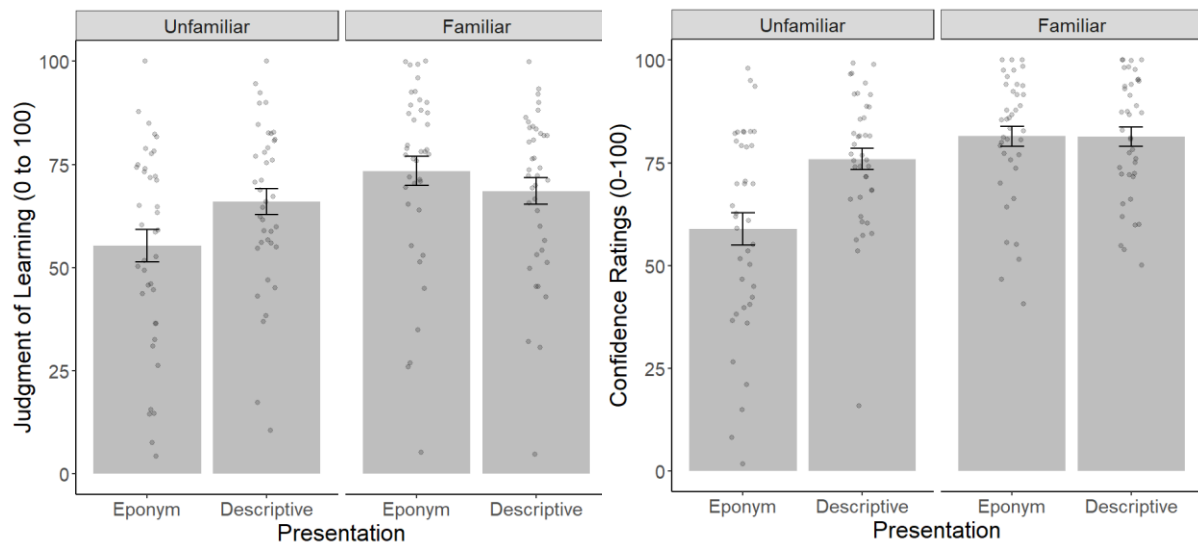 Unfamiliar Familiar
100
75
50
25
0
Judgment of Learning (0 to 100)
Eponym Descriptive Eponym Descriptive
Presentation
Unfamiliar Familiar
100
75
50
25
0
Confidence Ratings (0-100)
Eponym Descriptive Eponym Descriptive
Presentation